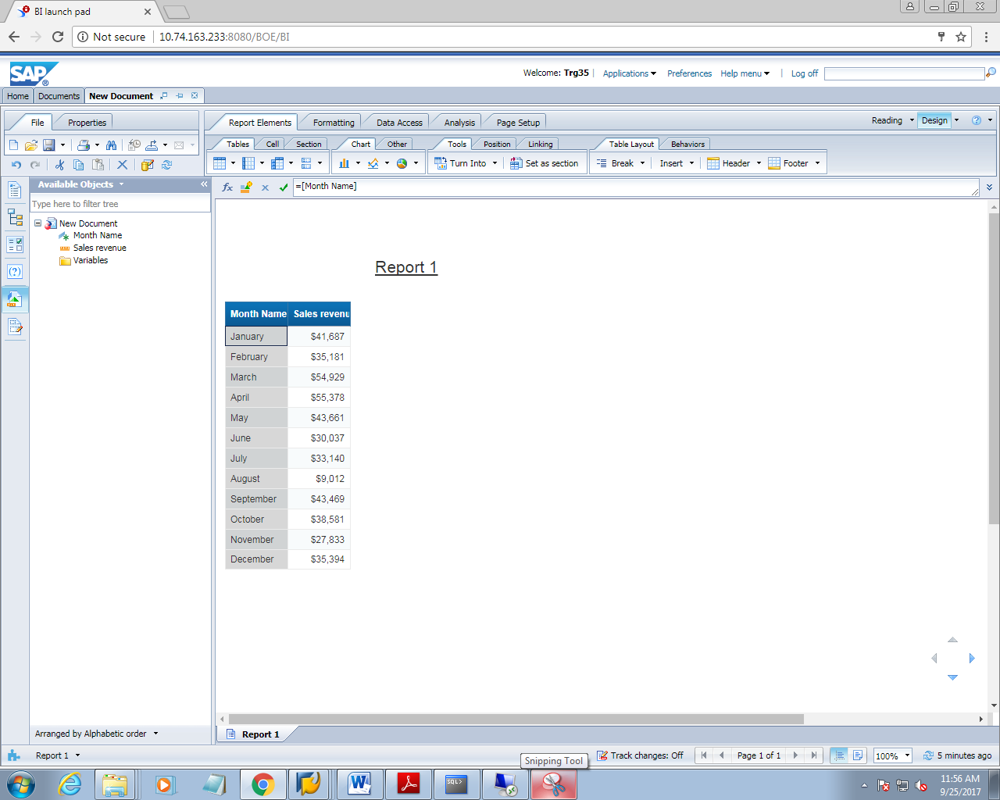 BI launch pad
Not secure 10.74.163.233:8080/BOE/BI
SAP
Welcome: Trg35 Applications Preferences Help menu Log off
Home Documents New Document
File Properties Report Elements Formatting Data Access Analysis Page Setup Reading Design
Tables Cell Section Chart Other Tools Position Linking Table Layout Behaviors
Turn Into Set as section Break Insert Header Footer
Available Objects =[Month Name]
Type here to filter tree
New Document
Month Name
Sales revenue
Variables
Report 1
Month Name Sales revenu
January $41,687
February $35,181
March $54,929
April $55,378
May $43,661
June $30,037
July $33,140
August $9,012
September $43,469
October $38,581
November $27,833
December $35,394
Arranged by Alphabetic order Report 1
Report 1 Track changes: Off Page 1 of 1 100% 5 minutes ago
Snipping Tool
SQL>
11:56 AM
9/25/2017